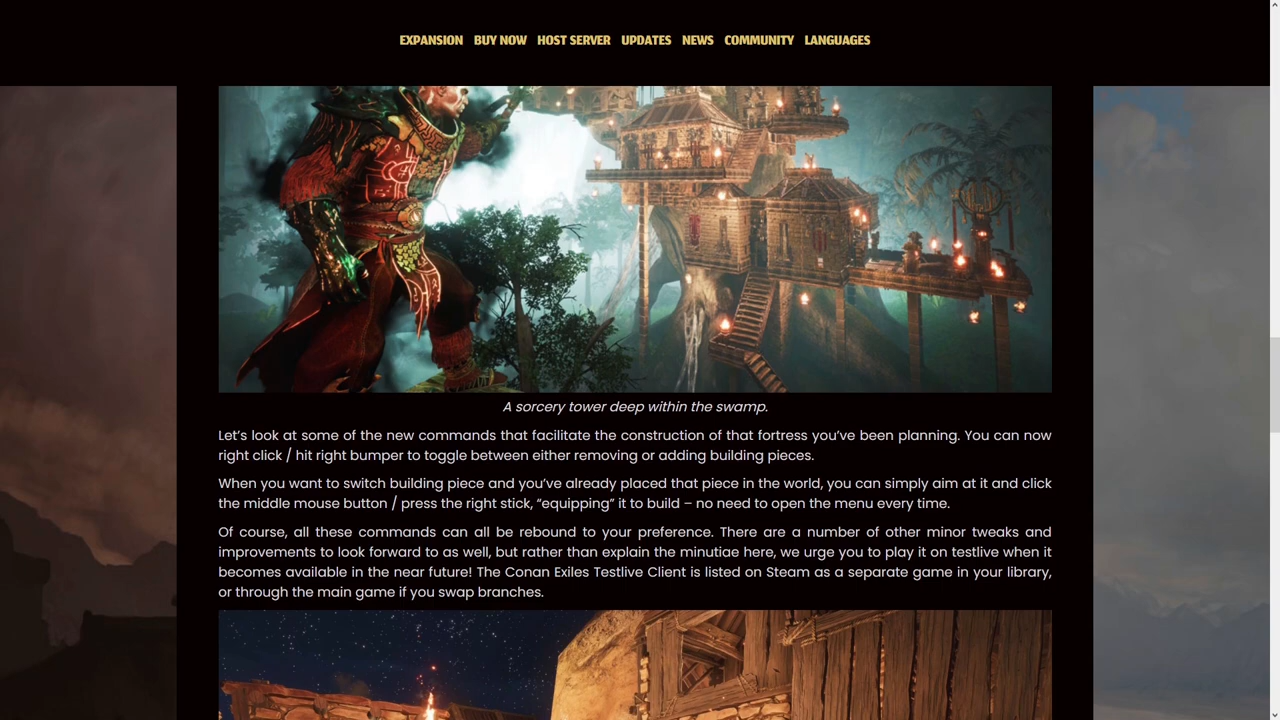 EXPANSION BUY NOW HOST SERVER UPDATES NEWS COMMUNITY LANGUAGES
A sorcery tower deep within the swamp.
Let’s look at some of the new commands that facilitate the construction of that fortress you’ve been planning. You can now
right click / hit right bumper to toggle between either removing or adding building pieces.
When you want to switch building piece and you’ve already placed that piece in the world, you can simply aim at it and click
the middle mouse button / press the right stick, “equipping” it to build – no need to open the menu every time.
Of course, all these commands can all be rebound to your preference. There are a number of other minor tweaks and
improvements to look forward to as well, but rather than explain the minutiae here, we urge you to play it on testlive when it
becomes available in the near future! The Conan Exiles Testlive Client is listed on Steam as a separate game in your library,
or through the main game if you swap branches.